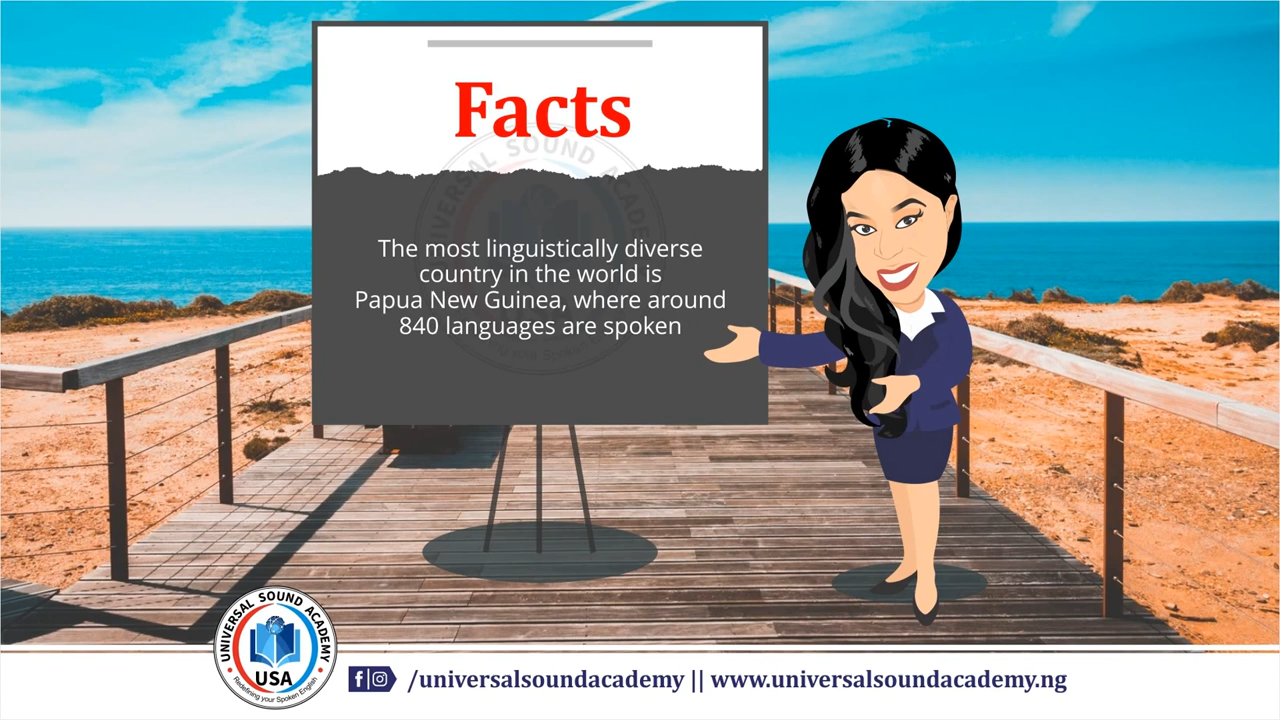 Facts
The most linguistically diverse
country in the world is
Papua New Guinea, where around
840 languages are spoken
UNIVERSAL SOUND ACADEMY
USA
Redefining your Spoken English
/universalsoundacademy || www.universalsoundacademy.ng